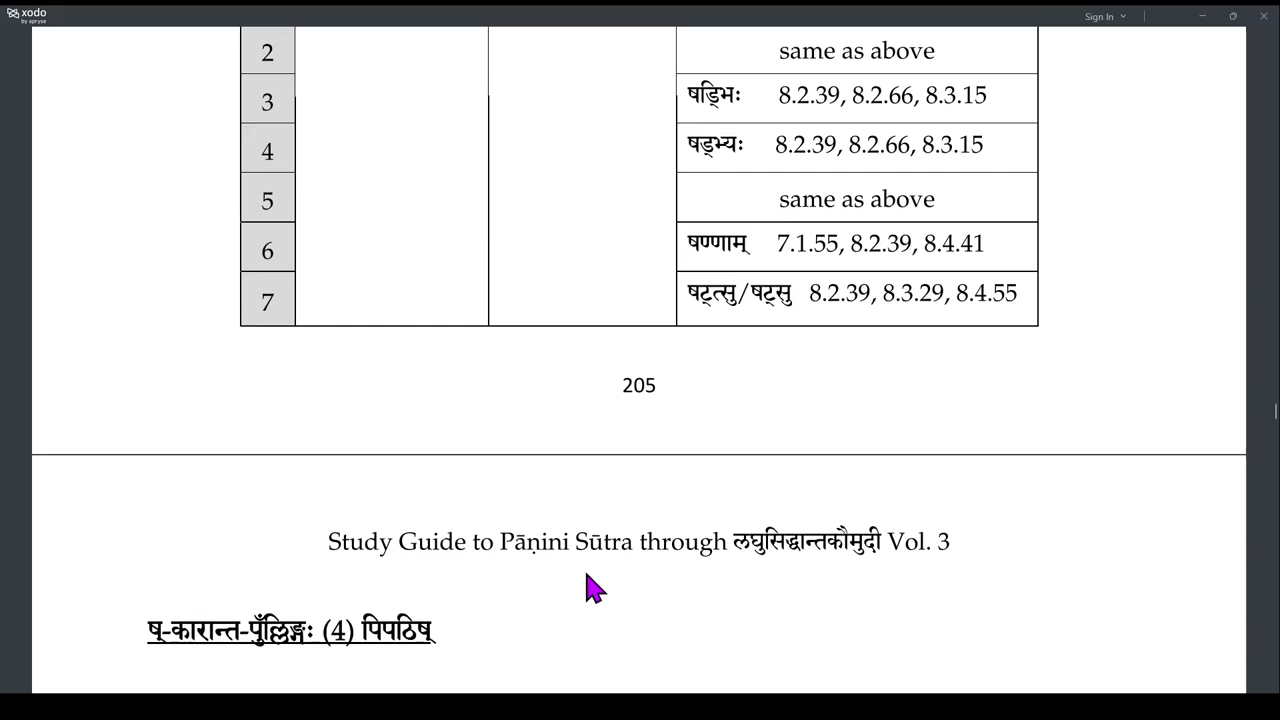 xodo
by apryse
Sign In
2 same as above
3 षड्भिः 8.2.39, 8.2.66, 8.3.15
4 षड्भ्यः 8.2.39, 8.2.66, 8.3.15
5 same as above
6 षण्णाम् 7.1.55, 8.2.39, 8.4.41
7 षट्त्सु/षट्सु 8.2.39, 8.3.29, 8.4.55
205
Study Guide to Pāṇini Sūtra through लघुसिद्धान्तकौमुदी Vol. 3
ष्-कारान्त-पुँल्लिङ्गः (4) पिपठिष्